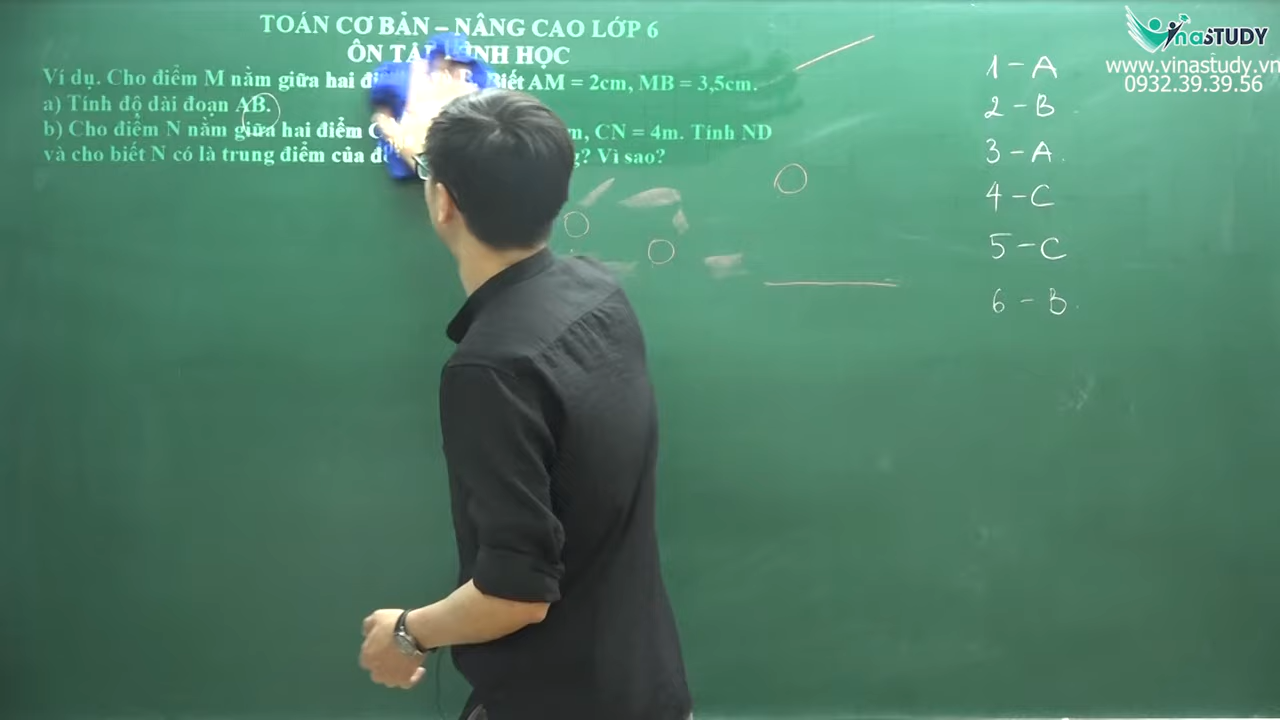 TOÁN CƠ BẢN – NÂNG CAO LỚP 6
ÔN TẬP HÌNH HỌC
Ví dụ. Cho điểm M nằm giữa hai Biết AM = 2cm, MB = 3,5cm.
a) Tính độ dài đoạn AB.
b) Cho điểm N nằm giữa hai điểm CN = 4m. Tính ND
và cho biết N có là trung điểm của Vì sao?
1 - A
2 - B
3 - A
4 - C
5 - C
6 - B
VinaSTUDY
www.vinastudy.vn
0932.39.39.56